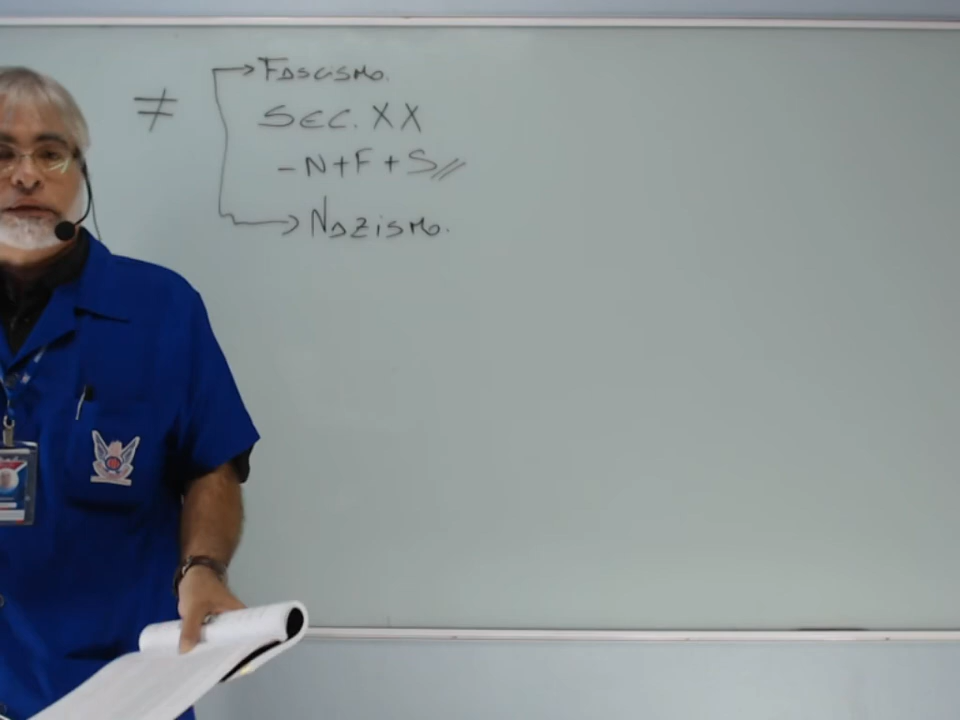 ≠ Fascismo.
SEC. XX
- N + F + S //
Nazismo.